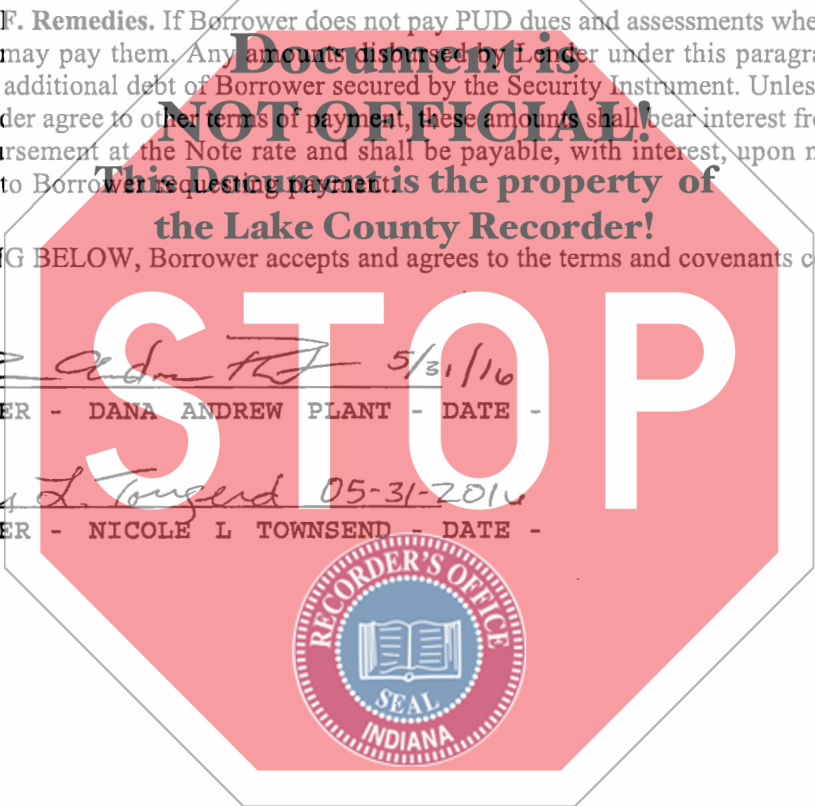 F. Remedies. If Borrower does not pay PUD dues and assessments whe
may pay them. Any amounts disbursed by Lender under this paragra
additional debt of Borrower secured by the Security Instrument. Unles
der agree to other terms of payment, these amounts shall bear interest fro
rsement at the Note rate and shall be payable, with interest, upon n
to Borrower requesting payment.
Document is
NOT OFFICIAL!
This Document is the property of
the Lake County Recorder!
G BELOW, Borrower accepts and agrees to the terms and covenants c
STOP
Andrew 5/31/16
ER - DANA ANDREW PLANT - DATE -
L. Townsend 05-31-2016
ER - NICOLE L TOWNSEND - DATE -
RECORDER'S OFFICE
SEAL
INDIANA